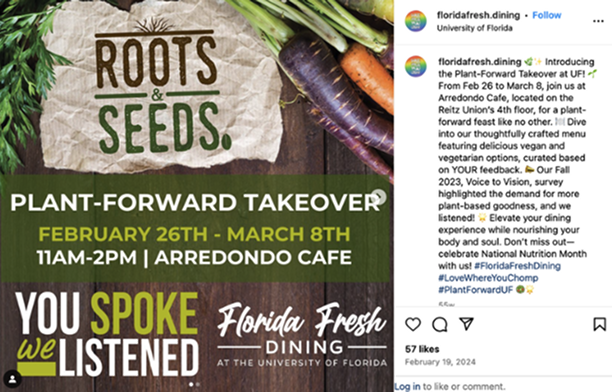 ROOTS
&
SEEDS.
PLANT-FORWARD TAKEOVER
FEBRUARY 26TH - MARCH 8TH
11AM-2PM | ARREDONDO CAFE
YOU SPOKE
we LISTENED
Florida Fresh
DINING
AT THE UNIVERSITY OF FLORIDA
floridafresh.dining • Follow
University of Florida
floridafresh.dining 🌿✨ Introducing
the Plant-Forward Takeover at UF! 🌱
From Feb 26 to March 8, join us at
Arredondo Cafe, located on the
Reitz Union's 4th floor, for a plant-
forward feast like no other. 🍽️ Dive
into our thoughtfully crafted menu
featuring delicious vegan and
vegetarian options, curated based
on YOUR feedback. Our Fall
2023, Voice to Vision, survey
highlighted the demand for more
plant-based goodness, and we
listened! Elevate your dining
experience while nourishing your
body and soul. Don't miss out—
celebrate National Nutrition Month
with us! #FloridaFreshDining
#LoveWhereYouChomp
#PlantForwardUF
57 likes
February 19, 2024
Log in to like or comment.